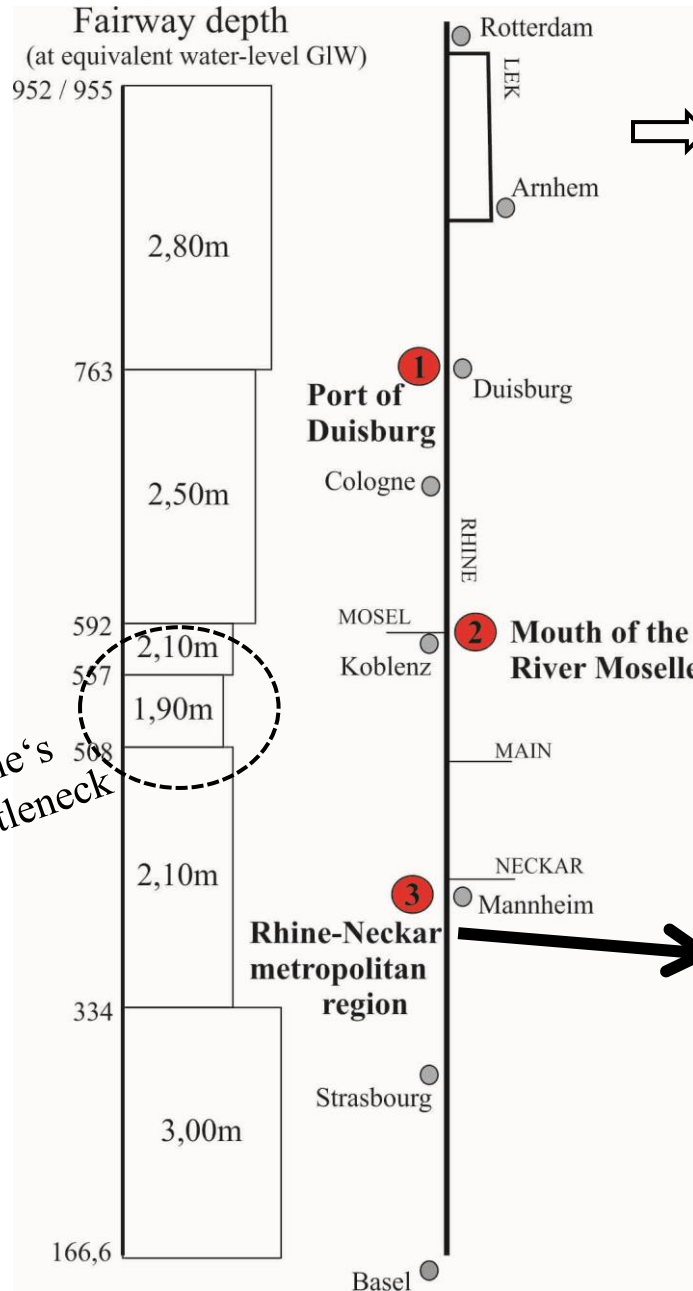 Fairway depth
(at equivalent water-level GlW)
952 / 955
2,80m
763
2,50m
592
2,10m
557
1,90m
508
2,10m
334
3,00m
166,6
Rotterdam
LEK
Arnhem
1
Port of
Duisburg
Duisburg
Cologne
RHINE
MOSEL
Koblenz
2
Mouth of the
River Moselle
MAIN
NECKAR
3
Mannheim
Rhine-Neckar
metropolitan
region
Strasbourg
Basel